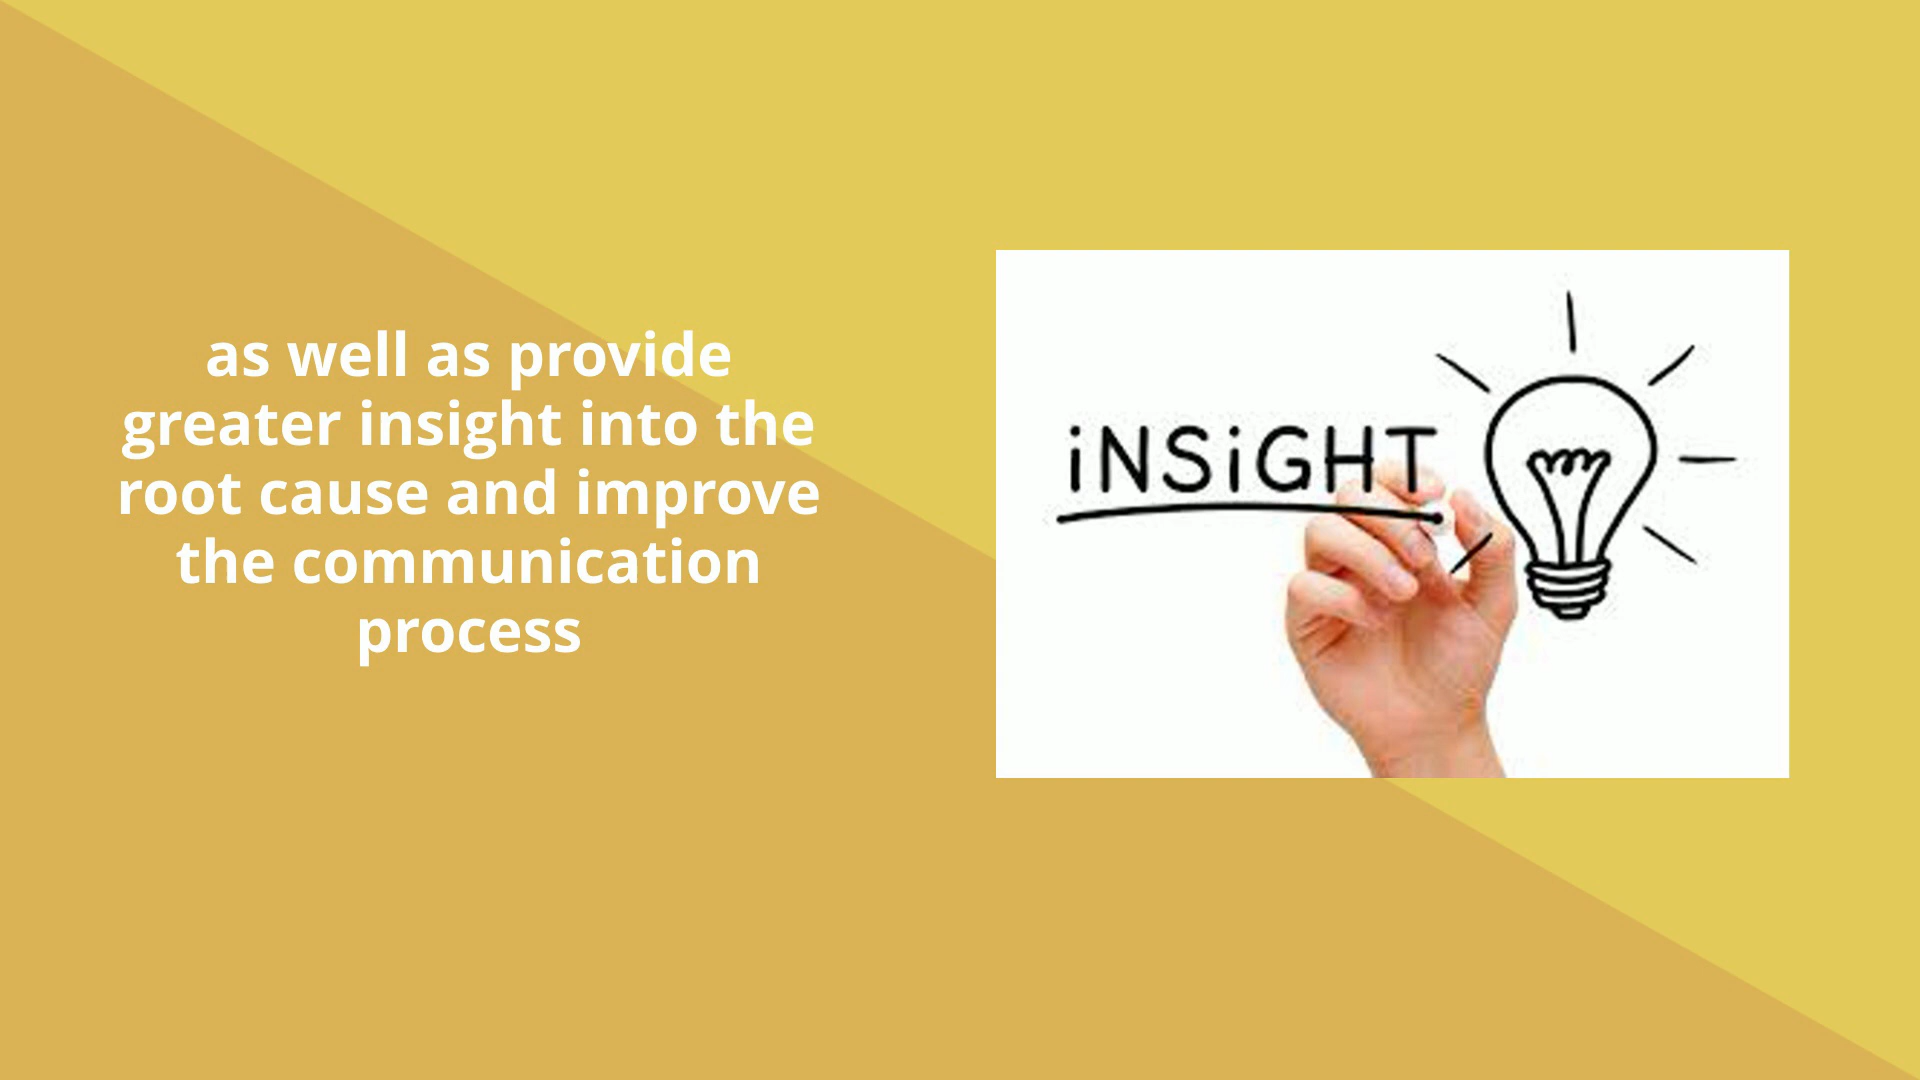 as well as provide
greater insight into the
root cause and improve
the communication
process
iNSiGHT